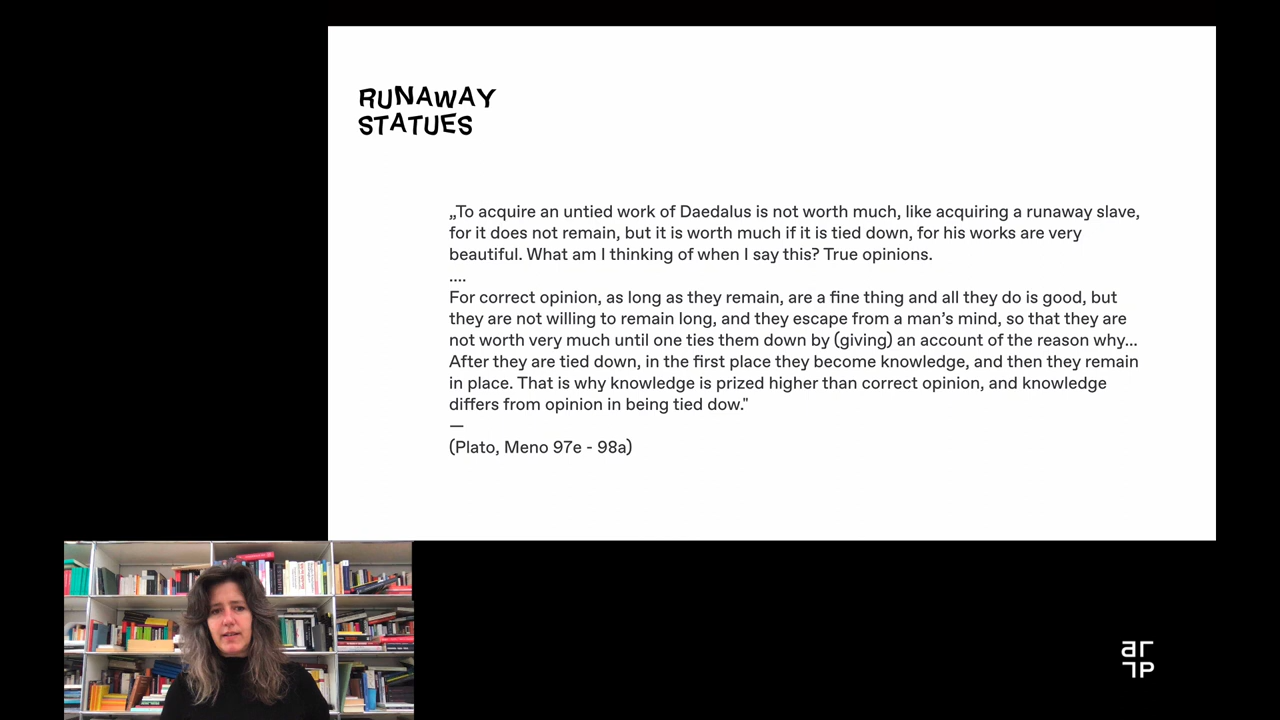 RUNAWAY
STATUES
„To acquire an untied work of Daedalus is not worth much, like acquiring a runaway slave,
for it does not remain, but it is worth much if it is tied down, for his works are very
beautiful. What am I thinking of when I say this? True opinions.
....
For correct opinion, as long as they remain, are a fine thing and all they do is good, but
they are not willing to remain long, and they escape from a man’s mind, so that they are
not worth very much until one ties them down by (giving) an account of the reason why...
After they are tied down, in the first place they become knowledge, and then they remain
in place. That is why knowledge is prized higher than correct opinion, and knowledge
differs from opinion in being tied dow."
—
(Plato, Meno 97e - 98a)